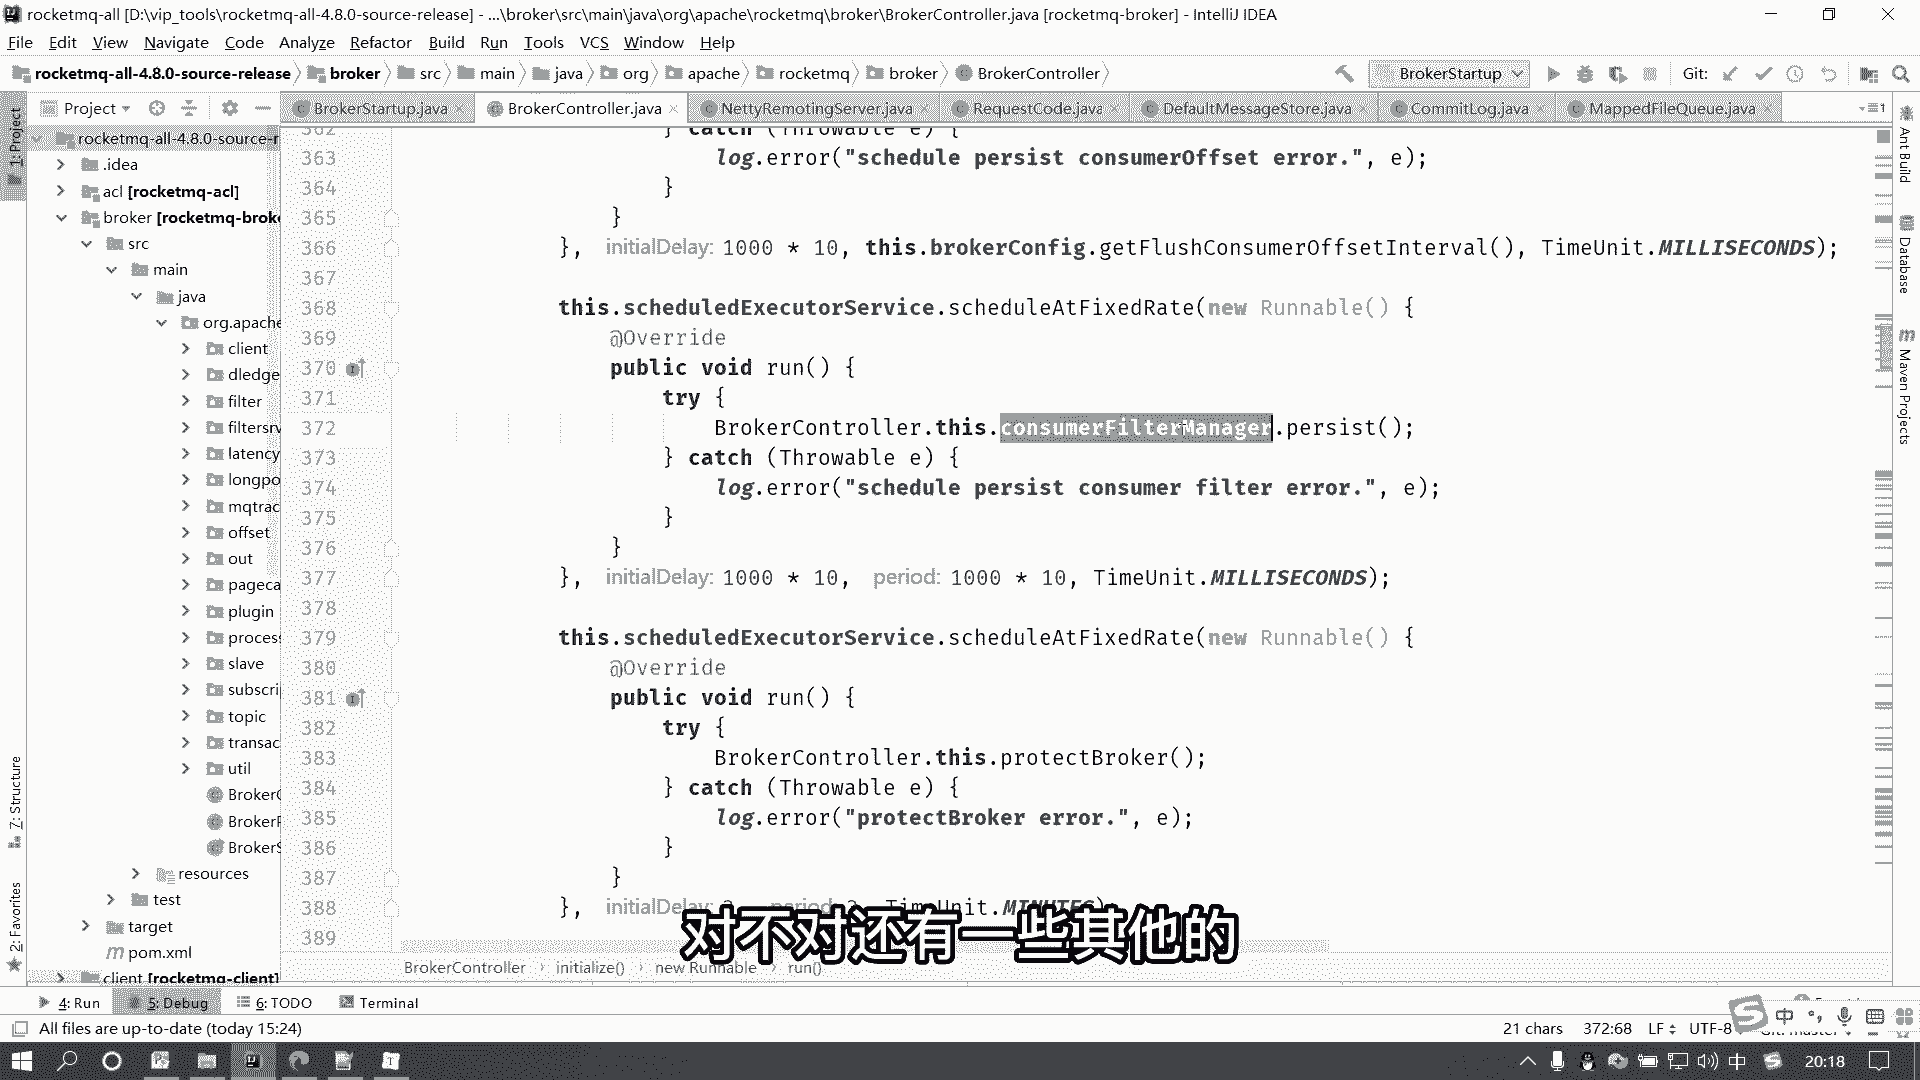 rocketmq-all [D:\vip_tools\rocketmq-all-4.8.0-source-release] - ...\broker\src\main\java\org\apache\rocketmq\broker\BrokerController.java [rocketmq-broker] - IntelliJ IDEA
File Edit View Navigate Code Analyze Refactor Build Run Tools VCS Window Help
rocketmq-all-4.8.0-source-release broker src main java org apache rocketmq broker BrokerController BrokerStartup Git:
Project BrokerStartup.java BrokerController.java NettyRemotingServer.java RequestCode.java DefaultMessageStore.java CommitLog.java MappedFileQueue.java
1: Project
7: Structure
2: Favorites
rocketmq-all-4.8.0-source-r
.idea
acl [rocketmq-acl]
broker [rocketmq-brok
src
main
java
org.apache
client
dledge
filter
filtersrv
latency
longpo
mqtrac
offset
out
pageca
plugin
process
slave
subscri
topic
transac
util
BrokerC
BrokerP
BrokerS
resources
test
target
pom.xml
client [rocketmq-client]
362 } catch (Throwable e) {
363 log.error("schedule persist consumerOffset error.", e);
364 }
365 }
366 }, initialDelay: 1000 * 10, this.brokerConfig.getFlushConsumerOffsetInterval(), TimeUnit.MILLISECONDS);
367
368 this.scheduledExecutorService.scheduleAtFixedRate(new Runnable() {
369 @Override
370 public void run() {
371 try {
372 BrokerController.this.consumerFilterManager.persist();
373 } catch (Throwable e) {
374 log.error("schedule persist consumer filter error.", e);
375 }
376 }
377 }, initialDelay: 1000 * 10, period: 1000 * 10, TimeUnit.MILLISECONDS);
378
379 this.scheduledExecutorService.scheduleAtFixedRate(new Runnable() {
380 @Override
381 public void run() {
382 try {
383 BrokerController.this.protectBroker();
384 } catch (Throwable e) {
385 log.error("protectBroker error.", e);
386 }
387 }
388 }, initialDelay: TimeUnit.MINUTES);
389
对不对还有一些其他的
BrokerController initialize() new Runnable run()
Ant Build
Database
Maven Projects
4: Run 5: Debug 6: TODO Terminal
All files are up-to-date (today 15:24) 21 chars 372:68 LF UTF-8
中
中 20:18